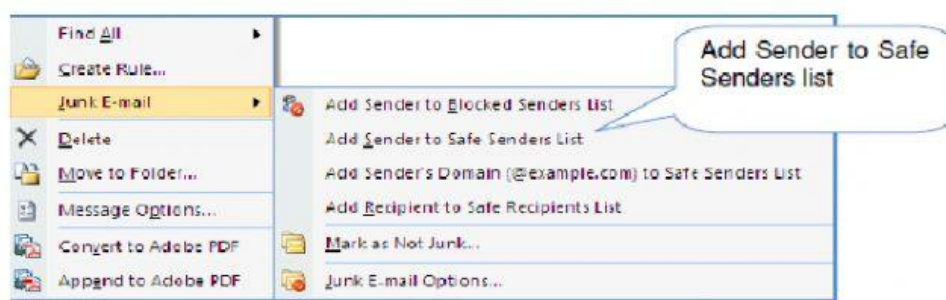 Find All
Create Rule...
Junk E-mail
Delete
Move to Folder...
Message Options...
Convert to Adobe PDF
Append to Adobe PDF
Add Sender to Blocked Senders List
Add Sender to Safe Senders List
Add Sender's Domain (@example.com) to Safe Senders List
Add Recipient to Safe Recipients List
Mark as Not Junk...
Junk E-mail Options...
Add Sender to Safe
Senders list